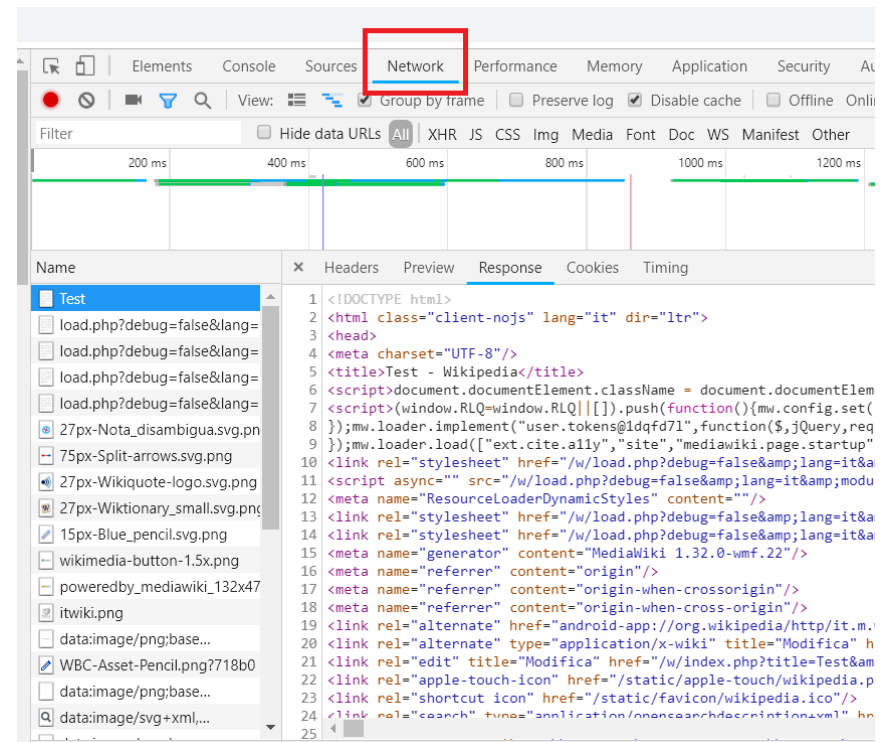 Elements Console Sources Network Performance Memory Application Security Au
View: Group by frame Preserve log Disable cache Offline Onli
Filter Hide data URLs All XHR JS CSS Img Media Font Doc WS Manifest Other
200 ms 400 ms 600 ms 800 ms 1000 ms 1200 ms
Name × Headers Preview Response Cookies Timing
Test
load.php?debug=false&lang=
load.php?debug=false&lang=
load.php?debug=false&lang=
load.php?debug=false&lang=
27px-Nota_disambigua.svg.pn
75px-Split-arrows.svg.png
27px-Wikiquote-logo.svg.png
27px-Wiktionary_small.svg.png
15px-Blue_pencil.svg.png
wikimedia-button-1.5x.png
poweredby_mediawiki_132x47
itwiki.png
data:image/png;base...
WBC-Asset-Pencil.png?718b0
data:image/png;base...
data:image/svg+xml,...
1 <!DOCTYPE html>
2 <html class="client-nojs" lang="it" dir="ltr">
3 <head>
4 <meta charset="UTF-8"/>
5 <title>Test - Wikipedia</title>
6 <script>document.documentElement.className = document.documentElem
7 <script>(window.RLQ=window.RLQ||[]).push(function(){mw.config.set(
8 });mw.loader.implement("user.tokens@1dqfd7l",function($,jQuery,req
9 });mw.loader.load(["ext.cite.a11y","site","mediawiki.page.startup"
10 <link rel="stylesheet" href="/w/load.php?debug=false&amp;lang=it&a
11 <script async="" src="/w/load.php?debug=false&amp;lang=it&amp;modu
12 <meta name="ResourceLoaderDynamicStyles" content=""/>
13 <link rel="stylesheet" href="/w/load.php?debug=false&amp;lang=it&a
14 <link rel="stylesheet" href="/w/load.php?debug=false&amp;lang=it&a
15 <meta name="generator" content="MediaWiki 1.32.0-wmf.22"/>
16 <meta name="referrer" content="origin"/>
17 <meta name="referrer" content="origin-when-crossorigin"/>
18 <meta name="referrer" content="origin-when-cross-origin"/>
19 <link rel="alternate" href="android-app://org.wikipedia/http/it.m.
20 <link rel="alternate" type="application/x-wiki" title="Modifica" h
21 <link rel="edit" title="Modifica" href="/w/index.php?title=Test&am
22 <link rel="apple-touch-icon" href="/static/apple-touch/wikipedia.p
23 <link rel="shortcut icon" href="/static/favicon/wikipedia.ico"/>
24 <link rel="search" type="application/opensearchdescription+xml" hr
25